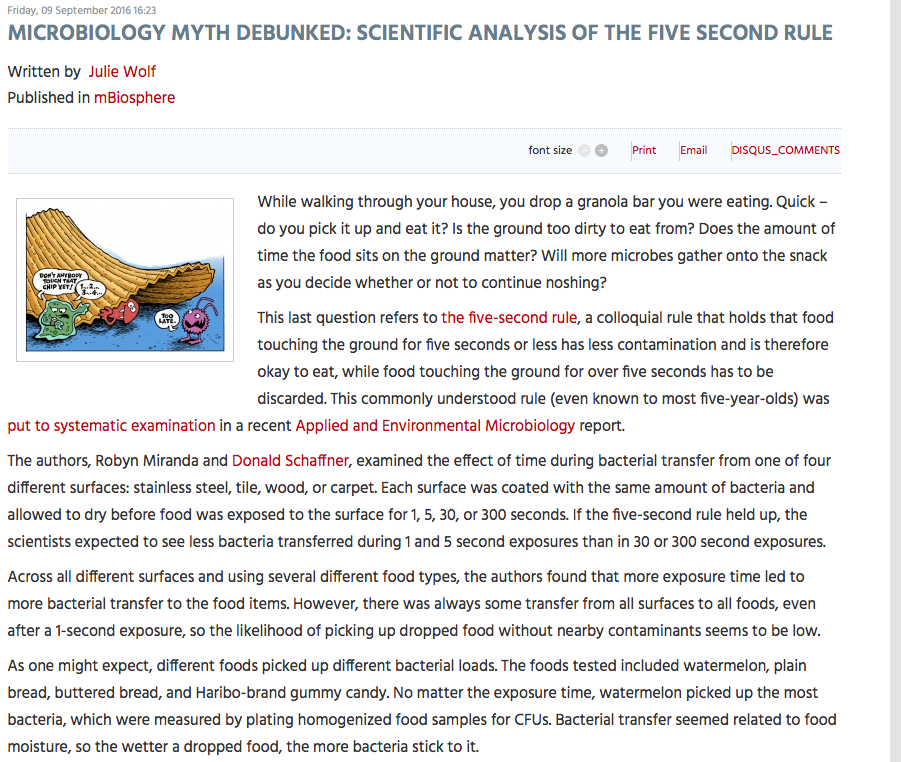 Friday, 09 September 2016 16:23
MICROBIOLOGY MYTH DEBUNKED: SCIENTIFIC ANALYSIS OF THE FIVE SECOND RULE
Written by Julie Wolf
Published in mBiosphere
font size Print Email DISQUS_COMMENTS
While walking through your house, you drop a granola bar you were eating. Quick –
do you pick it up and eat it? Is the ground too dirty to eat from? Does the amount of
time the food sits on the ground matter? Will more microbes gather onto the snack
as you decide whether or not to continue noshing?
DON'T ANYBODY
TOUCH THAT
CHIP YET!
1...2...
3...4...
TOO
LATE.
This last question refers to the five-second rule, a colloquial rule that holds that food
touching the ground for five seconds or less has less contamination and is therefore
okay to eat, while food touching the ground for over five seconds has to be
discarded. This commonly understood rule (even known to most five-year-olds) was
put to systematic examination in a recent Applied and Environmental Microbiology report.
The authors, Robyn Miranda and Donald Schaffner, examined the effect of time during bacterial transfer from one of four
different surfaces: stainless steel, tile, wood, or carpet. Each surface was coated with the same amount of bacteria and
allowed to dry before food was exposed to the surface for 1, 5, 30, or 300 seconds. If the five-second rule held up, the
scientists expected to see less bacteria transferred during 1 and 5 second exposures than in 30 or 300 second exposures.
Across all different surfaces and using several different food types, the authors found that more exposure time led to
more bacterial transfer to the food items. However, there was always some transfer from all surfaces to all foods, even
after a 1-second exposure, so the likelihood of picking up dropped food without nearby contaminants seems to be low.
As one might expect, different foods picked up different bacterial loads. The foods tested included watermelon, plain
bread, buttered bread, and Haribo-brand gummy candy. No matter the exposure time, watermelon picked up the most
bacteria, which were measured by plating homogenized food samples for CFUs. Bacterial transfer seemed related to food
moisture, so the wetter a dropped food, the more bacteria stick to it.